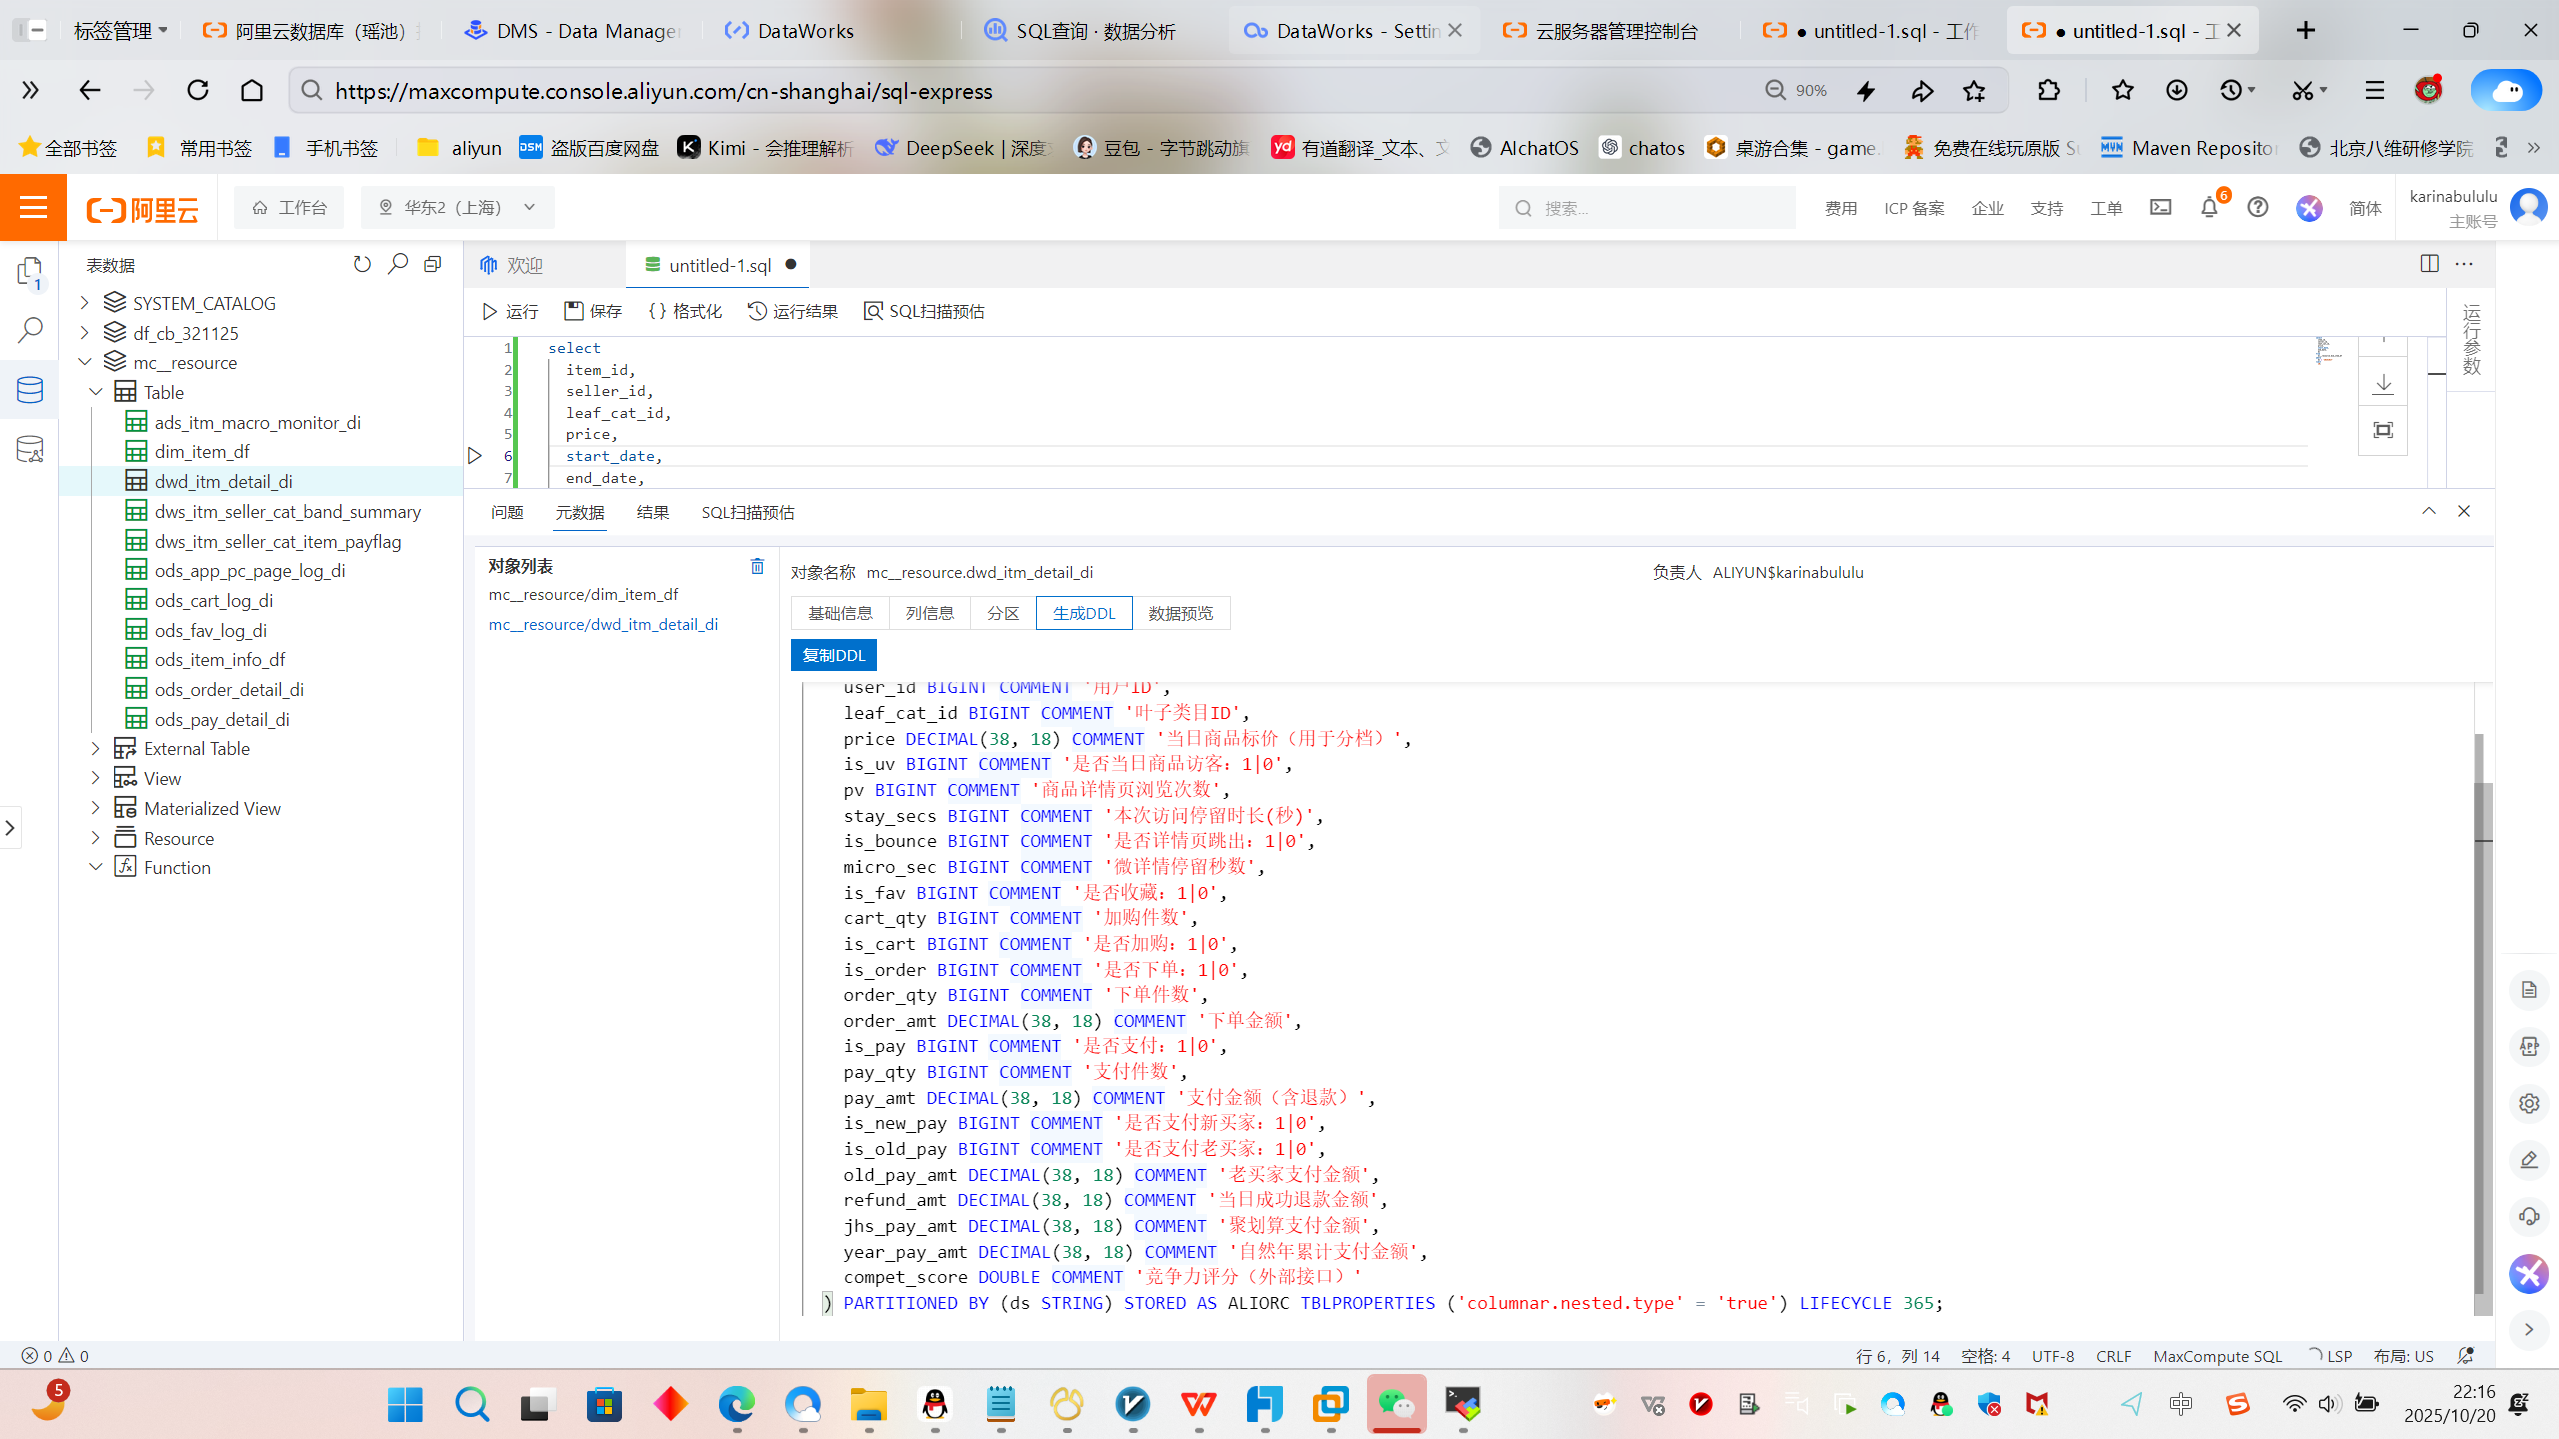 标签管理
阿里云数据库（瑶池）
DMS - Data Manager
DataWorks
SQL查询 · 数据分析
DataWorks - Settin
云服务器管理控制台
● untitled-1.sql - 工作
● untitled-1.sql - 工
https://maxcompute.console.aliyun.com/cn-shanghai/sql-express
90%
全部书签
常用书签
手机书签
aliyun
盗版百度网盘
Kimi - 会推理解析
DeepSeek | 深度
豆包 - 字节跳动旗
有道翻译_文本、文
AIchatOS
chatos
桌游合集 - game.
免费在线玩原版 Su
Maven Repositor
北京八维研修学院
阿里云
工作台
华东2（上海）
搜索...
费用
ICP 备案
企业
支持
工单
6
简体
karinabululu
主账号
1
表数据
SYSTEM_CATALOG
df_cb_321125
mc__resource
Table
ads_itm_macro_monitor_di
dim_item_df
dwd_itm_detail_di
dws_itm_seller_cat_band_summary
dws_itm_seller_cat_item_payflag
ods_app_pc_page_log_di
ods_cart_log_di
ods_fav_log_di
ods_item_info_df
ods_order_detail_di
ods_pay_detail_di
External Table
View
Materialized View
Resource
Function
欢迎
untitled-1.sql ●
运行
保存
{} 格式化
运行结果
SQL扫描预估
运行参数
1 select
2 item_id,
3 seller_id,
4 leaf_cat_id,
5 price,
6 start_date,
7 end_date,
问题
元数据
结果
SQL扫描预估
对象列表
mc__resource/dim_item_df
mc__resource/dwd_itm_detail_di
对象名称 mc__resource.dwd_itm_detail_di
负责人 ALIYUN$karinabululu
基础信息
列信息
分区
生成DDL
数据预览
复制DDL
user_id BIGINT COMMENT '用户ID',
leaf_cat_id BIGINT COMMENT '叶子类目ID',
price DECIMAL(38, 18) COMMENT '当日商品标价（用于分档）',
is_uv BIGINT COMMENT '是否当日商品访客：1|0',
pv BIGINT COMMENT '商品详情页浏览次数',
stay_secs BIGINT COMMENT '本次访问停留时长(秒)',
is_bounce BIGINT COMMENT '是否详情页跳出：1|0',
micro_sec BIGINT COMMENT '微详情停留秒数',
is_fav BIGINT COMMENT '是否收藏：1|0',
cart_qty BIGINT COMMENT '加购件数',
is_cart BIGINT COMMENT '是否加购：1|0',
is_order BIGINT COMMENT '是否下单：1|0',
order_qty BIGINT COMMENT '下单件数',
order_amt DECIMAL(38, 18) COMMENT '下单金额',
is_pay BIGINT COMMENT '是否支付：1|0',
pay_qty BIGINT COMMENT '支付件数',
pay_amt DECIMAL(38, 18) COMMENT '支付金额（含退款）',
is_new_pay BIGINT COMMENT '是否支付新买家：1|0',
is_old_pay BIGINT COMMENT '是否支付老买家：1|0',
old_pay_amt DECIMAL(38, 18) COMMENT '老买家支付金额',
refund_amt DECIMAL(38, 18) COMMENT '当日成功退款金额',
jhs_pay_amt DECIMAL(38, 18) COMMENT '聚划算支付金额',
year_pay_amt DECIMAL(38, 18) COMMENT '自然年累计支付金额',
compet_score DOUBLE COMMENT '竞争力评分（外部接口）'
) PARTITIONED BY (ds STRING) STORED AS ALIORC TBLPROPERTIES ('columnar.nested.type' = 'true') LIFECYCLE 365;
0
0
行 6，列 14
空格: 4
UTF-8
CRLF
MaxCompute SQL
LSP
布局: US
5
中
22:16
2025/10/20